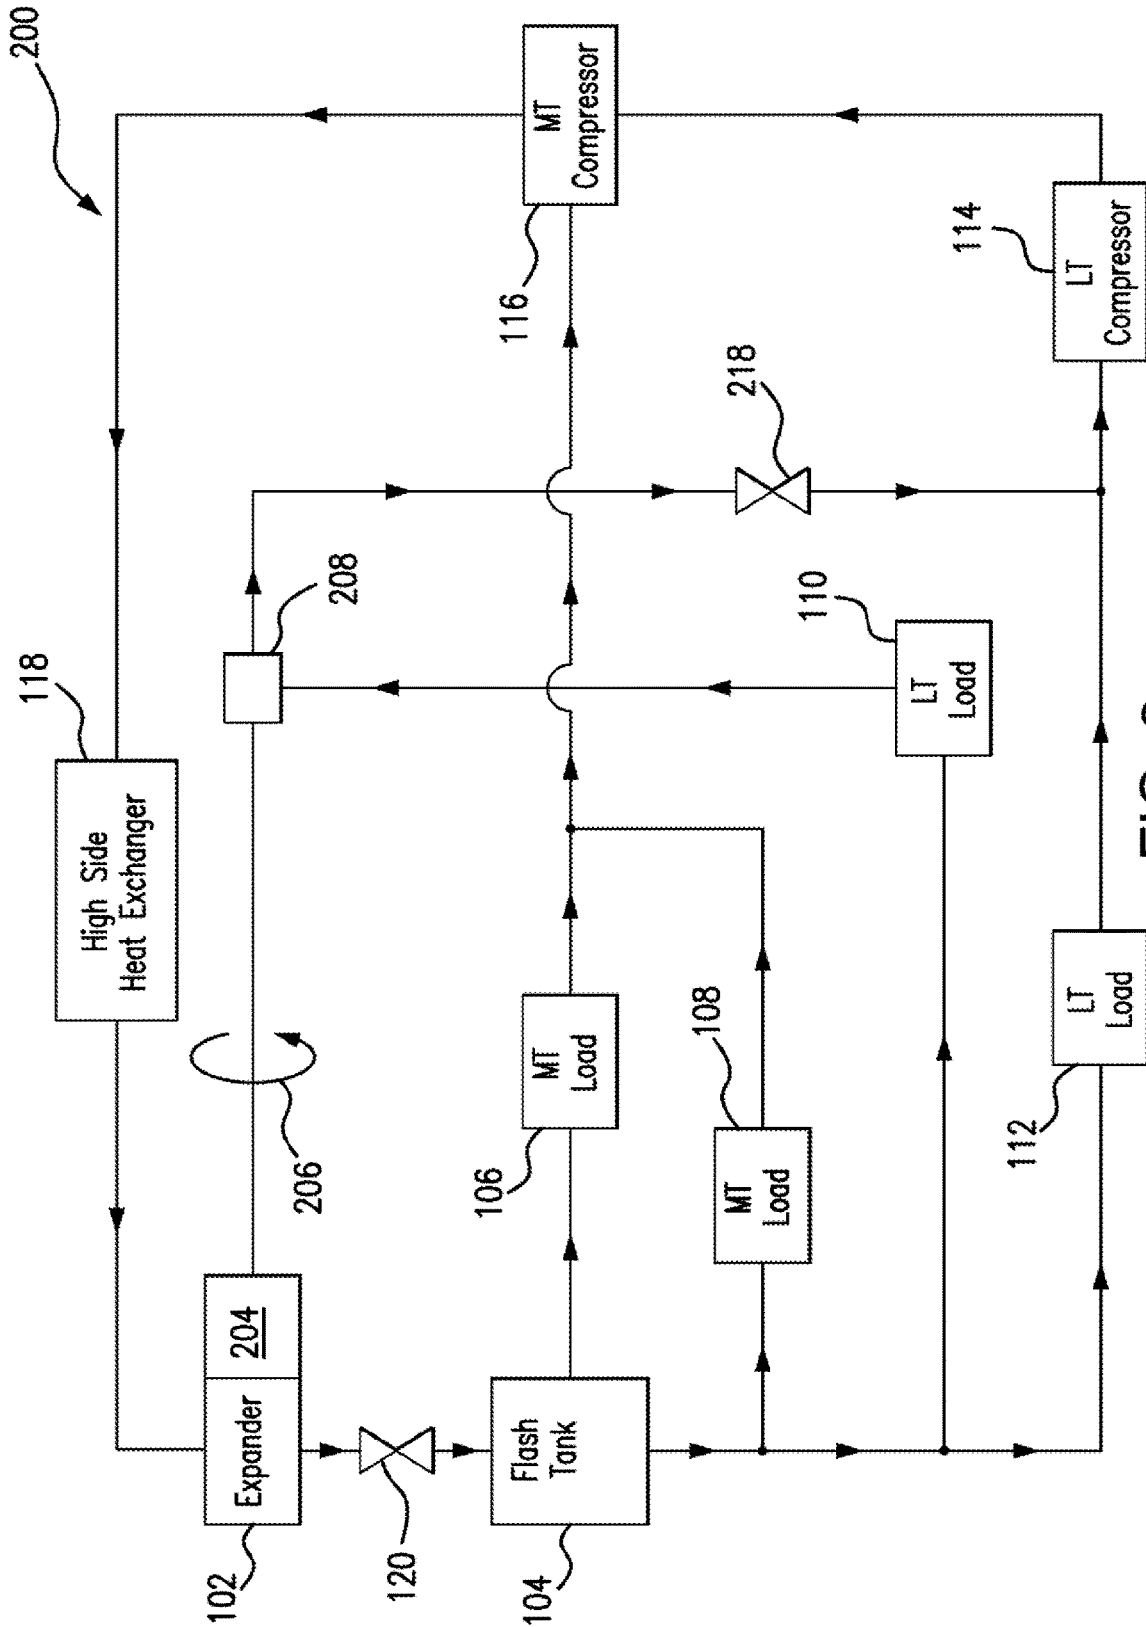 200
118
High Side
Heat Exchanger
MT
Compressor
116
208
206
102
Expander
204
120
218
LT
Compressor
114
106
MT
Load
110
LT
Load
108
MT
Load
104
Flash
Tank
112
LT
Load